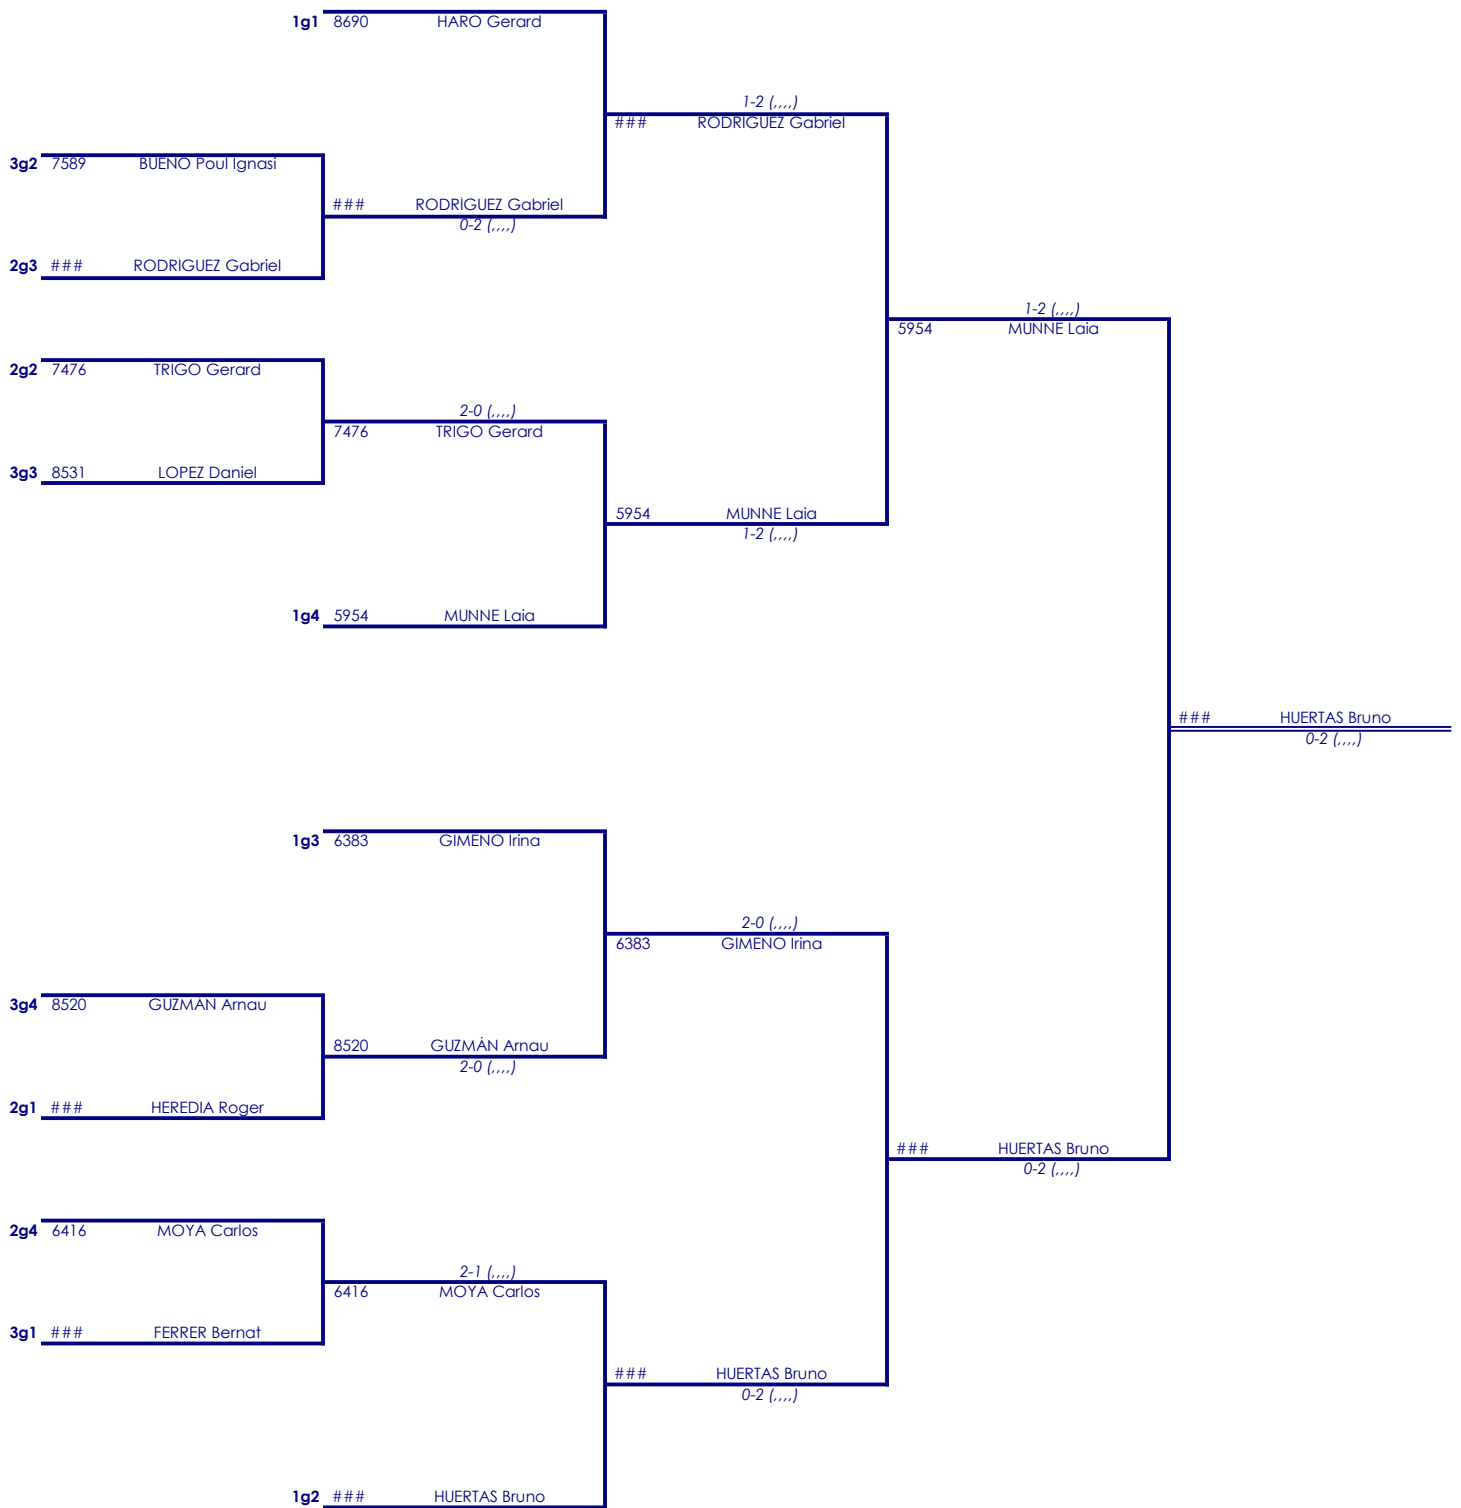 1g1 8690 HARO Gerard
1-2 (,,,,)
### RODRIGUEZ Gabriel
3g2 7589 BUENO Poul Ignasi
### RODRIGUEZ Gabriel
0-2 (,,,,)
2g3 ### RODRIGUEZ Gabriel
1-2 (,,,,)
5954 MUNNE Laia
2g2 7476 TRIGO Gerard
2-0 (,,,,)
7476 TRIGO Gerard
3g3 8531 LOPEZ Daniel
5954 MUNNE Laia
1-2 (,,,,)
1g4 5954 MUNNE Laia
### HUERTAS Bruno
0-2 (,,,,)
1g3 6383 GIMENO Irina
2-0 (,,,,)
6383 GIMENO Irina
3g4 8520 GUZMÁN Arnau
8520 GUZMÁN Arnau
2-0 (,,,,)
2g1 ### HEREDIA Roger
### HUERTAS Bruno
0-2 (,,,,)
2g4 6416 MOYA Carlos
2-1 (,,,,)
6416 MOYA Carlos
3g1 ### FERRER Bernat
### HUERTAS Bruno
0-2 (,,,,)
1g2 ### HUERTAS Bruno